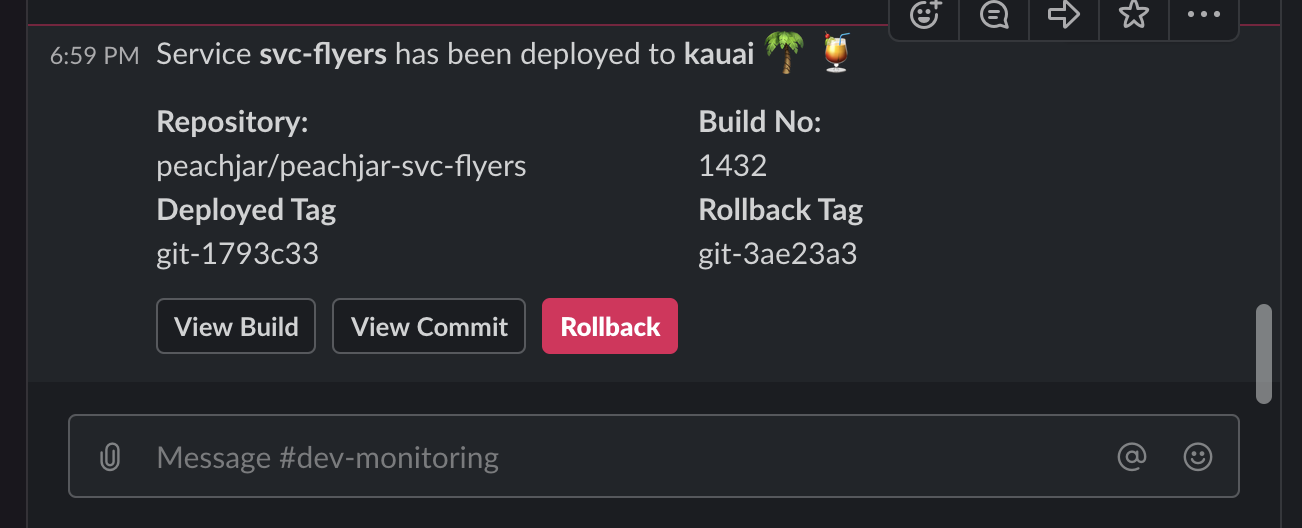 6:59 PM Service svc-flyers has been deployed to kauai 🌴 🍹
Repository: Build No:
peachjar/peachjar-svc-flyers 1432
Deployed Tag Rollback Tag
git-1793c33 git-3ae23a3
View Build View Commit Rollback
Message #dev-monitoring